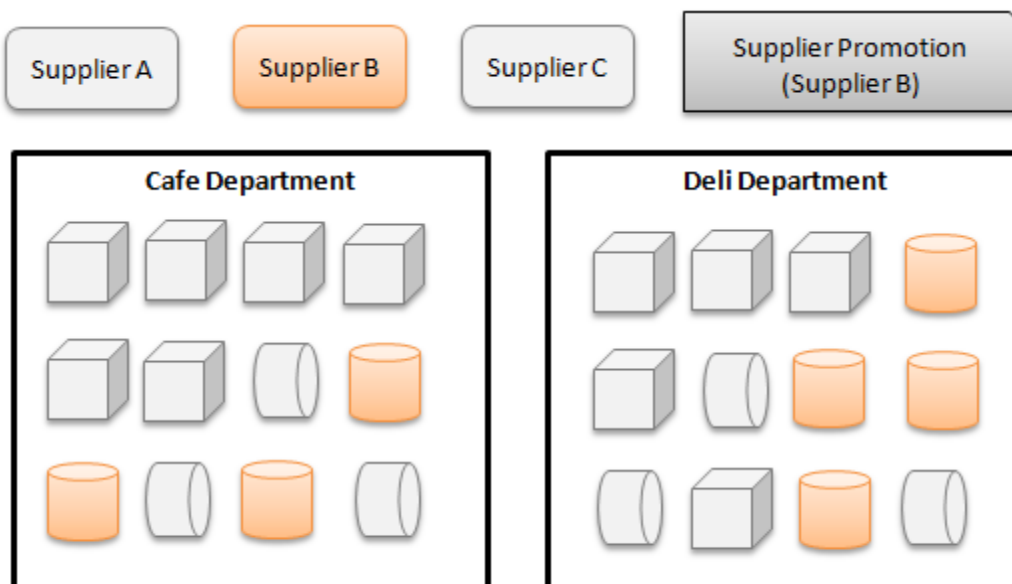 Supplier A
Supplier B
Supplier C
Supplier Promotion
(Supplier B)
Cafe Department
Deli Department